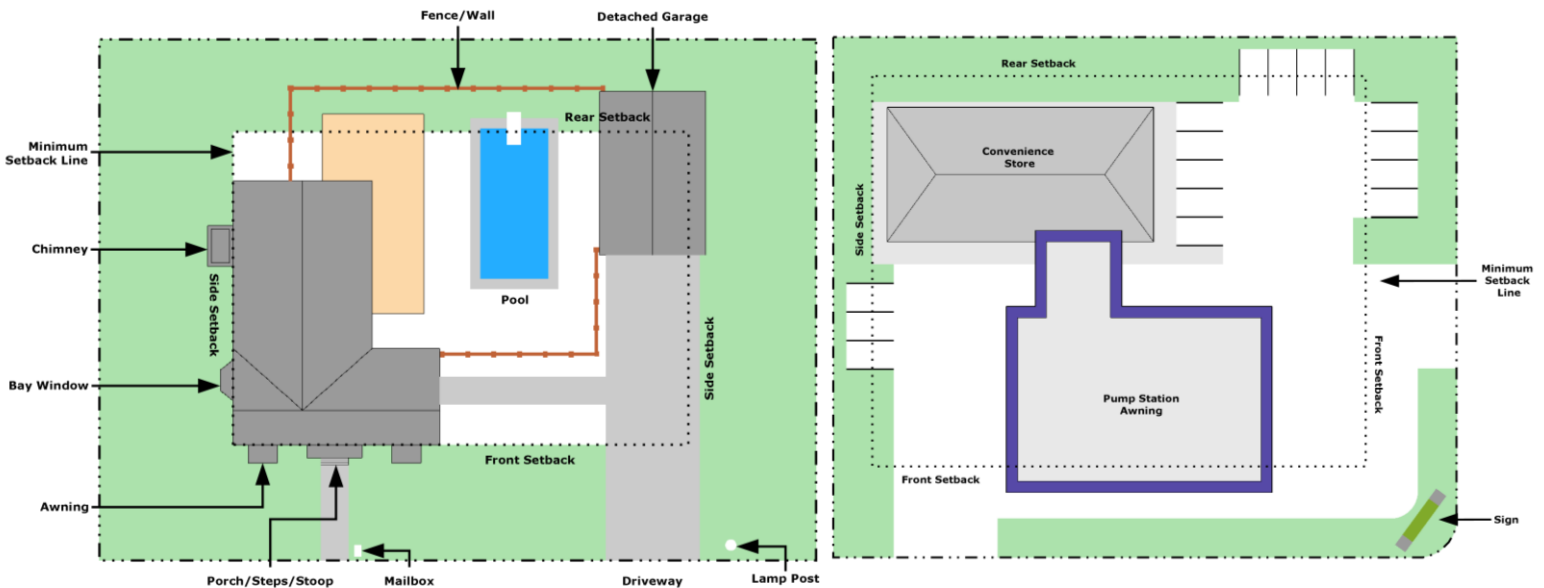 Fence/Wall
Detached Garage
Rear Setback
Minimum
Setback Line
Chimney
Side Setback
Pool
Side Setback
Bay Window
Front Setback
Awning
Porch/Steps/Stoop
Mailbox
Driveway
Lamp Post
Rear Setback
Convenience
Store
Side Setback
Minimum
Setback
Line
Front Setback
Pump Station
Awning
Front Setback
Sign